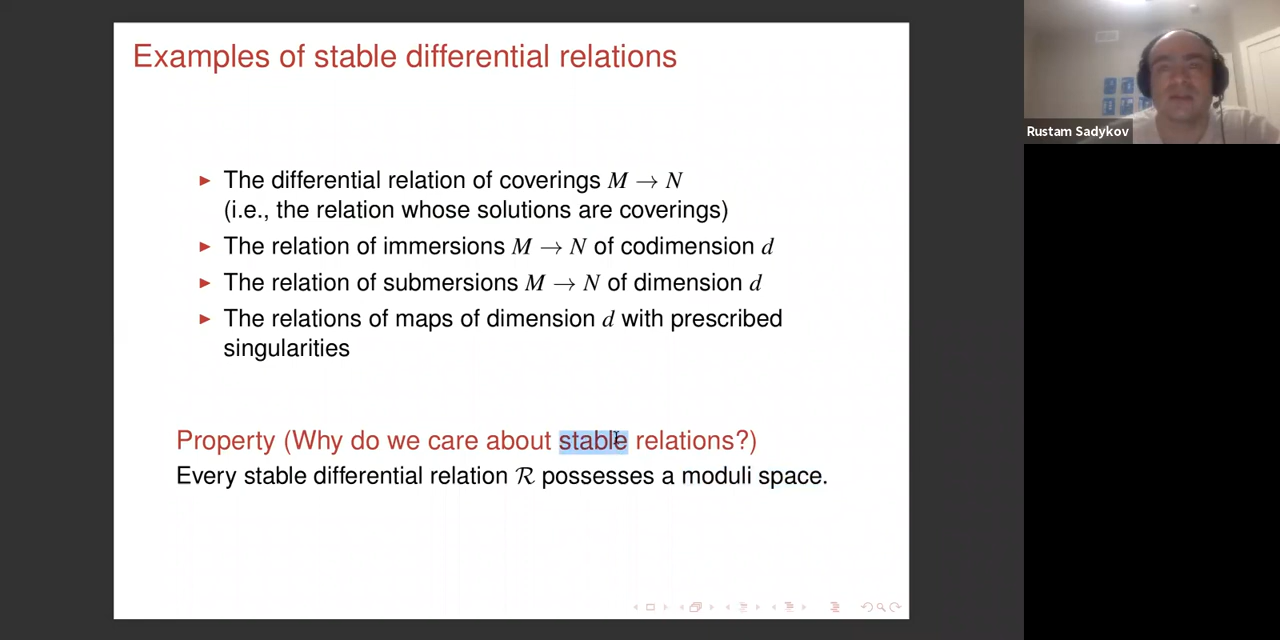 Examples of stable differential relations
► The differential relation of coverings M → N
(i.e., the relation whose solutions are coverings)
► The relation of immersions M → N of codimension d
► The relation of submersions M → N of dimension d
► The relations of maps of dimension d with prescribed
singularities
Property (Why do we care about stable relations?)
Every stable differential relation ℛ possesses a moduli space.
Rustam Sadykov